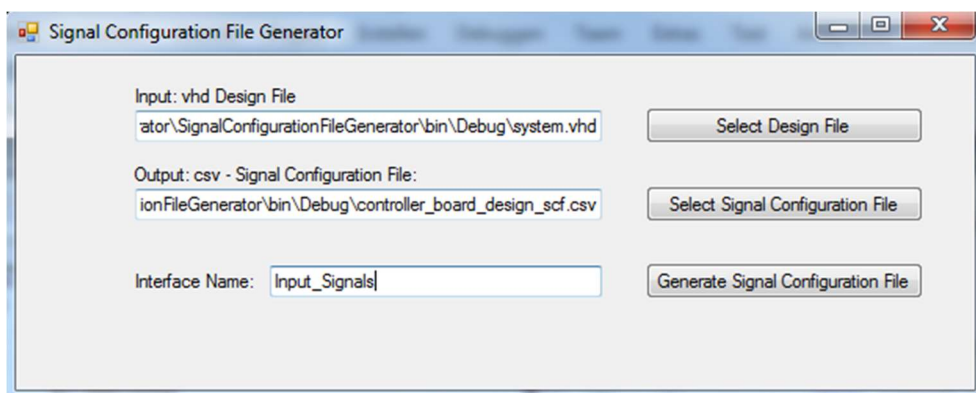 Signal Configuration File Generator
Input: vhd Design File
ator\SignalConfigurationFileGenerator\bin\Debug\system.vhd
Select Design File
Output: csv - Signal Configuration File:
ionFileGenerator\bin\Debug\controller_board_design_scf.csv
Select Signal Configuration File
Interface Name:
Input_Signals
Generate Signal Configuration File